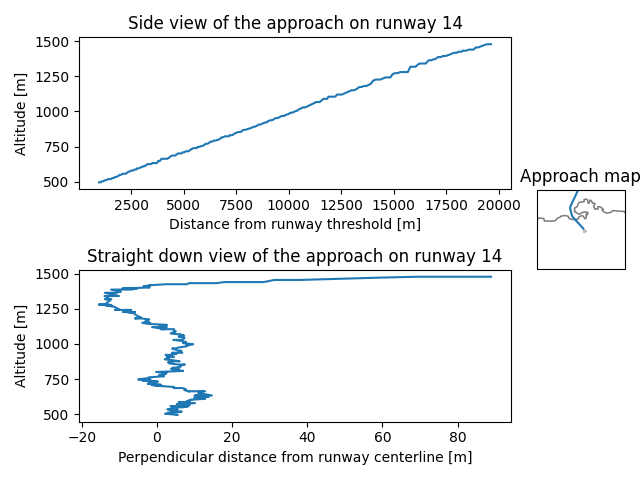 Side view of the approach on runway 14
1500
1250
1000
750
500
Altitude [m]
2500 5000 7500 10000 12500 15000 17500 20000
Distance from runway threshold [m]
Approach map
Straight down view of the approach on runway 14
1500
1250
1000
750
500
Altitude [m]
−20 0 20 40 60 80
Perpendicular distance from runway centerline [m]